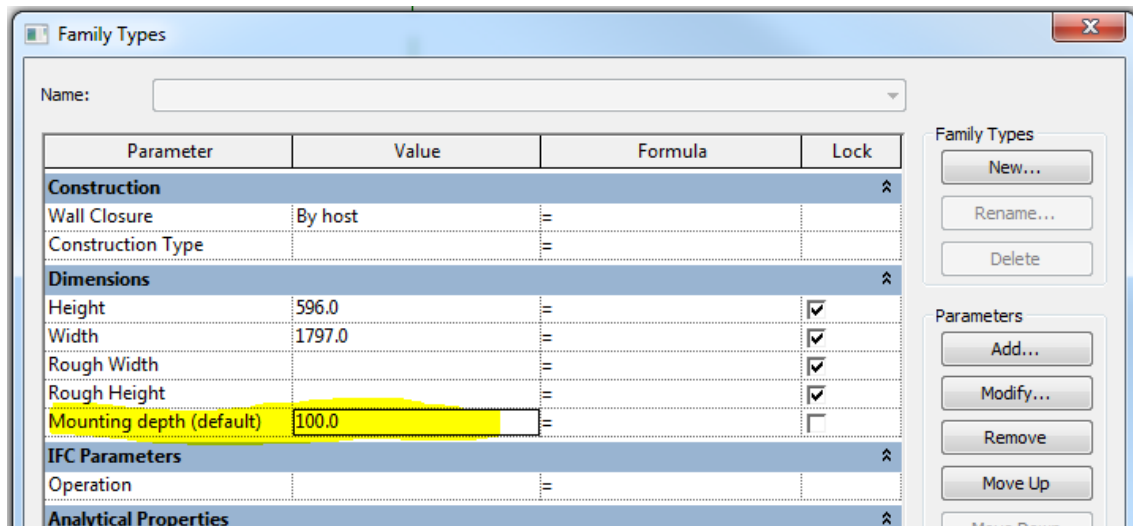 Family Types
Name:
Parameter Value Formula Lock
Construction
Wall Closure By host =
Construction Type =
Dimensions
Height 596.0 =
Width 1797.0 =
Rough Width =
Rough Height =
Mounting depth (default) 100.0 =
IFC Parameters
Operation =
Analytical Properties
Family Types
New...
Rename...
Delete
Parameters
Add...
Modify...
Remove
Move Up
Move Down